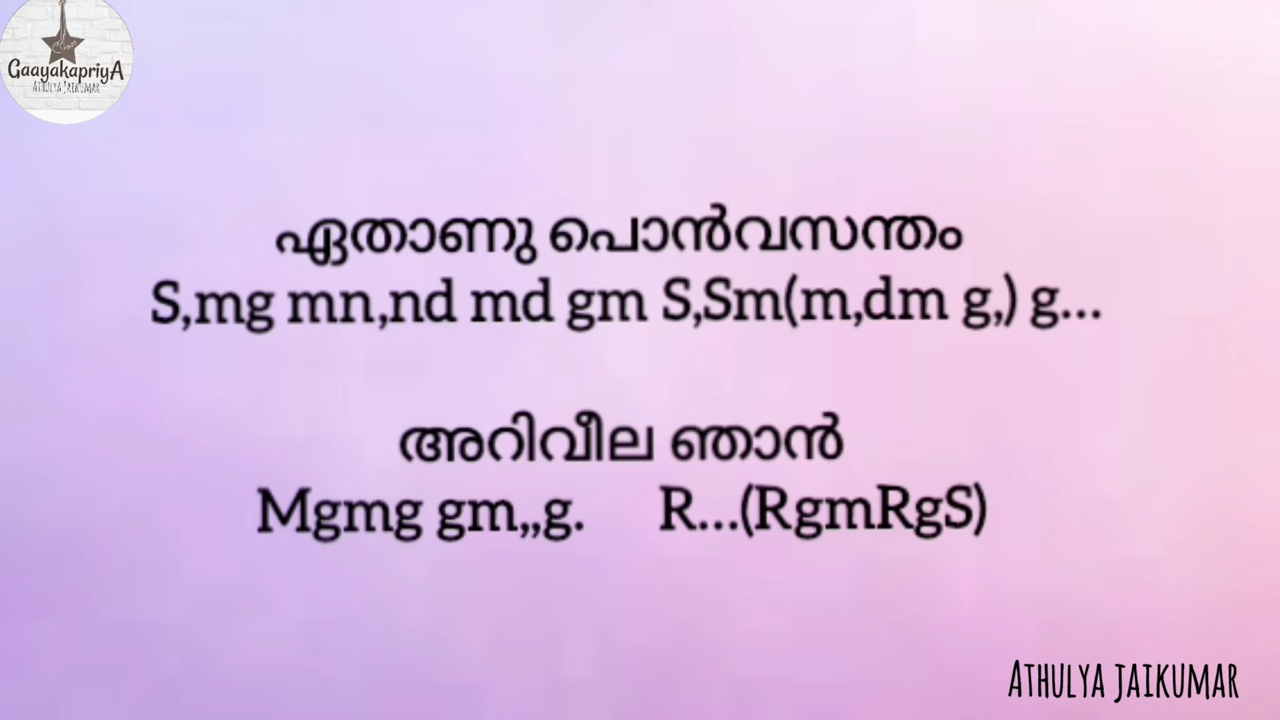 GaayakapriyA
Athulya Jaikumar
ഏതാണു പൊൻവസന്തം
S,mg mn,nd md gm S,Sm(m,dm g,) g...
അറിവീല ഞാൻ
Mgmg gm,,g. R...(RgmRgS)
Athulya jaikumar